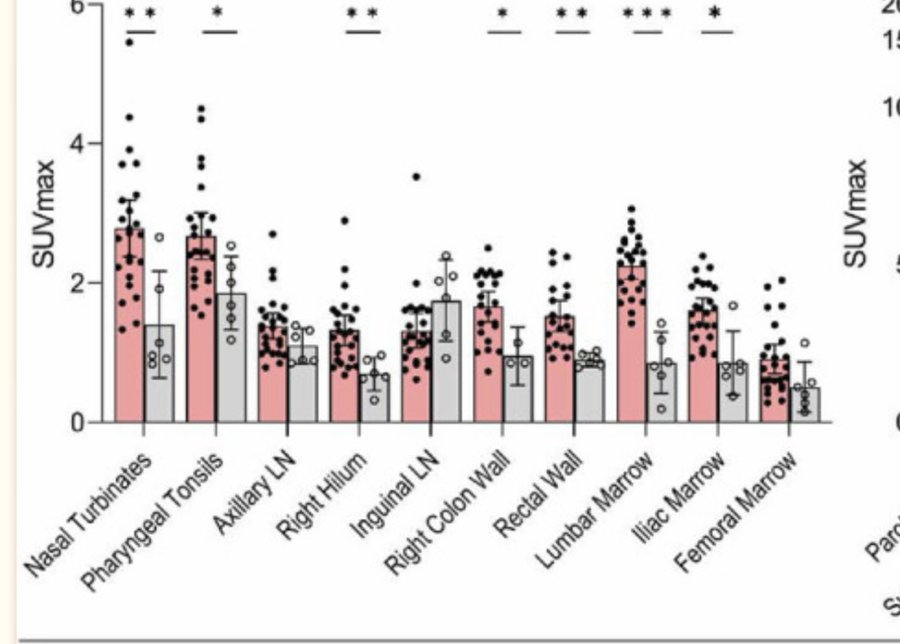 6
* *
*
* *
*
* *
* * *
*
4
2
0
SUVmax
Nasal Turbinates
Pharyngeal Tonsils
Axillary LN
Right Hilum
Inguinal LN
Right Colon Wall
Rectal Wall
Lumbar Marrow
Iliac Marrow
Femoral Marrow
SUVmax
15